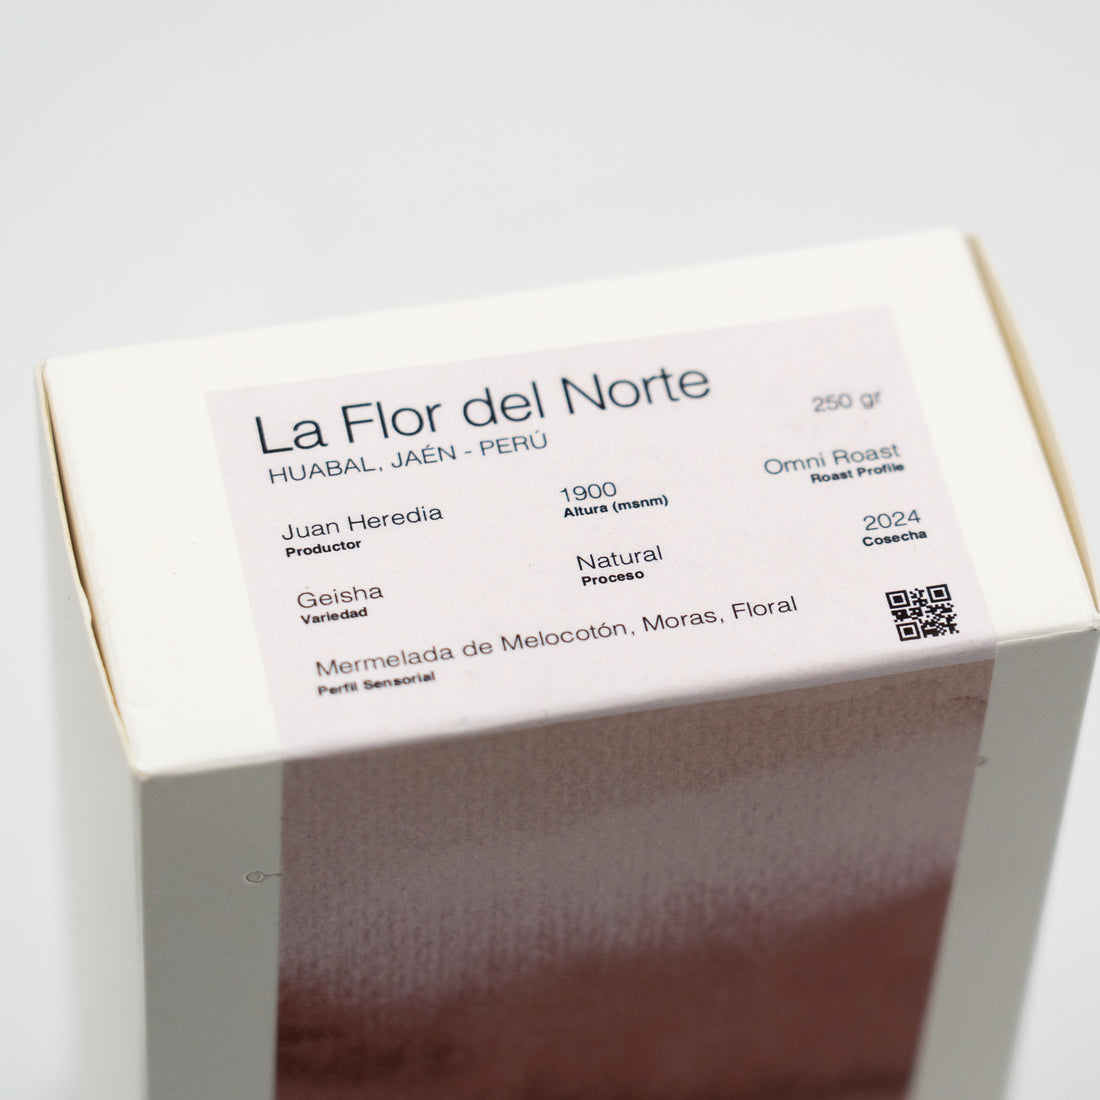 La Flor del Norte
HUABAL, JAÉN - PERÚ
250 gr
Juan Heredia
Productor
1900
Altura (msnm)
Omni Roast
Roast Profile
Geisha
Variedad
Natural
Proceso
2024
Cosecha
Mermelada de Melocotón, Moras, Floral
Perfil Sensorial